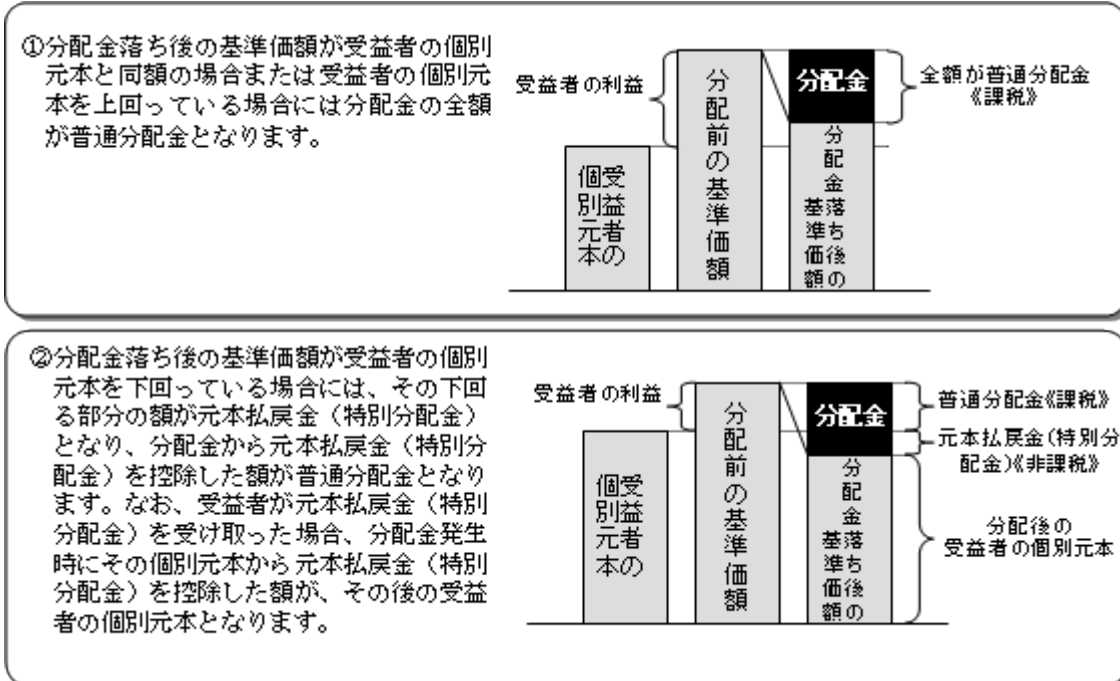 ①分配金落ち後の基準価額が受益者の個別
元本と同額の場合または受益者の個別元
本を上回っている場合には分配金の全額
が普通分配金となります。
受益者の利益
受益者の
個別元本
分配前の基準価額
分配金
分配金落ち後の
基準価額
全額が普通分配金
《課税》
②分配金落ち後の基準価額が受益者の個別
元本を下回っている場合には、その下回
る部分の額が元本払戻金（特別分配金）
となり、分配金から元本払戻金（特別分
配金）を控除した額が普通分配金となり
ます。なお、受益者が元本払戻金（特別
分配金）を受け取った場合、分配金発生
時にその個別元本から元本払戻金（特別
分配金）を控除した額が、その後の受益
者の個別元本となります。
受益者の利益
受益者の
個別元本
分配前の基準価額
分配金
分配金落ち後の
基準価額
普通分配金《課税》
元本払戻金(特別分
配金)《非課税》
分配後の
受益者の個別元本